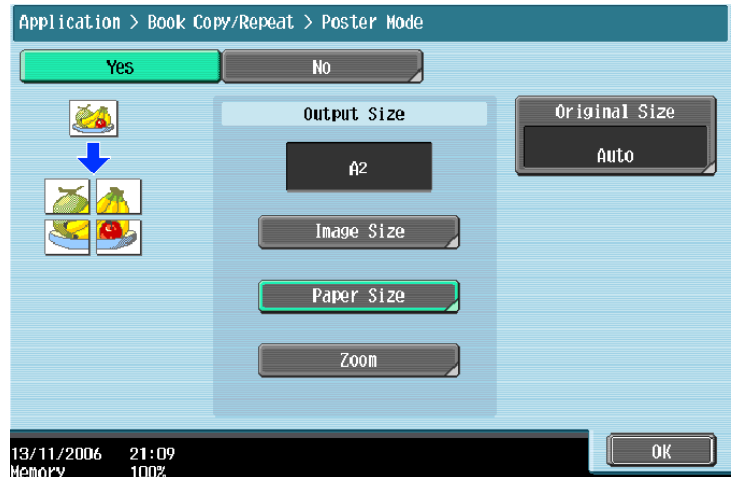 Application > Book Copy/Repeat > Poster Mode
Yes No
Output Size Original Size
A2 Auto
Image Size
Paper Size
Zoom
13/11/2006 21:09 OK
Memory 100%